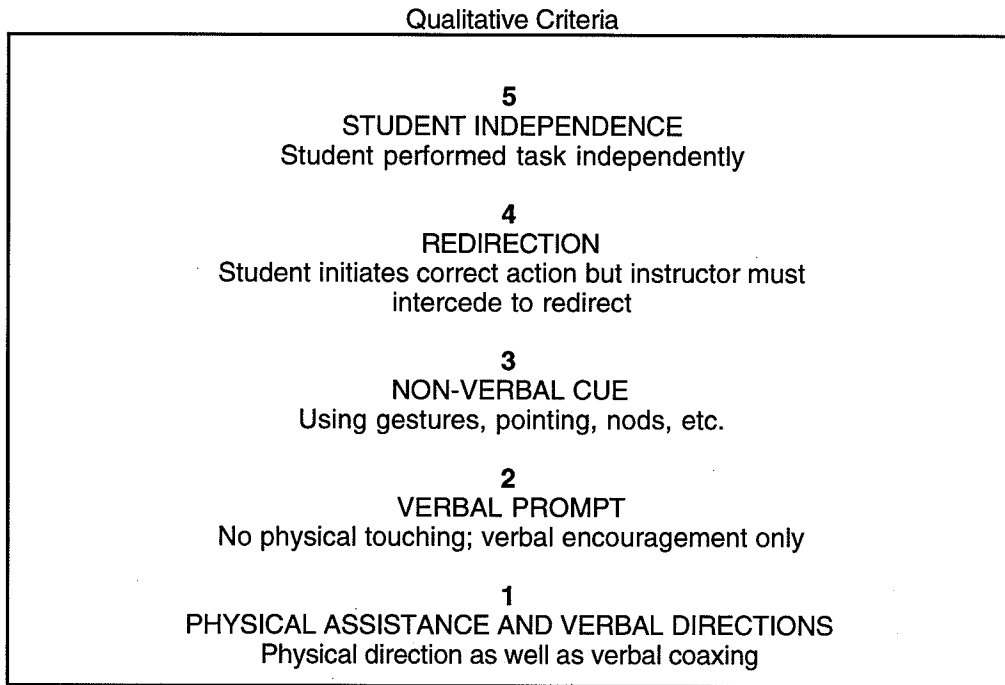 Qualitative Criteria
5
STUDENT INDEPENDENCE
Student performed task independently
4
REDIRECTION
Student initiates correct action but instructor must
intercede to redirect
3
NON-VERBAL CUE
Using gestures, pointing, nods, etc.
2
VERBAL PROMPT
No physical touching; verbal encouragement only
1
PHYSICAL ASSISTANCE AND VERBAL DIRECTIONS
Physical direction as well as verbal coaxing